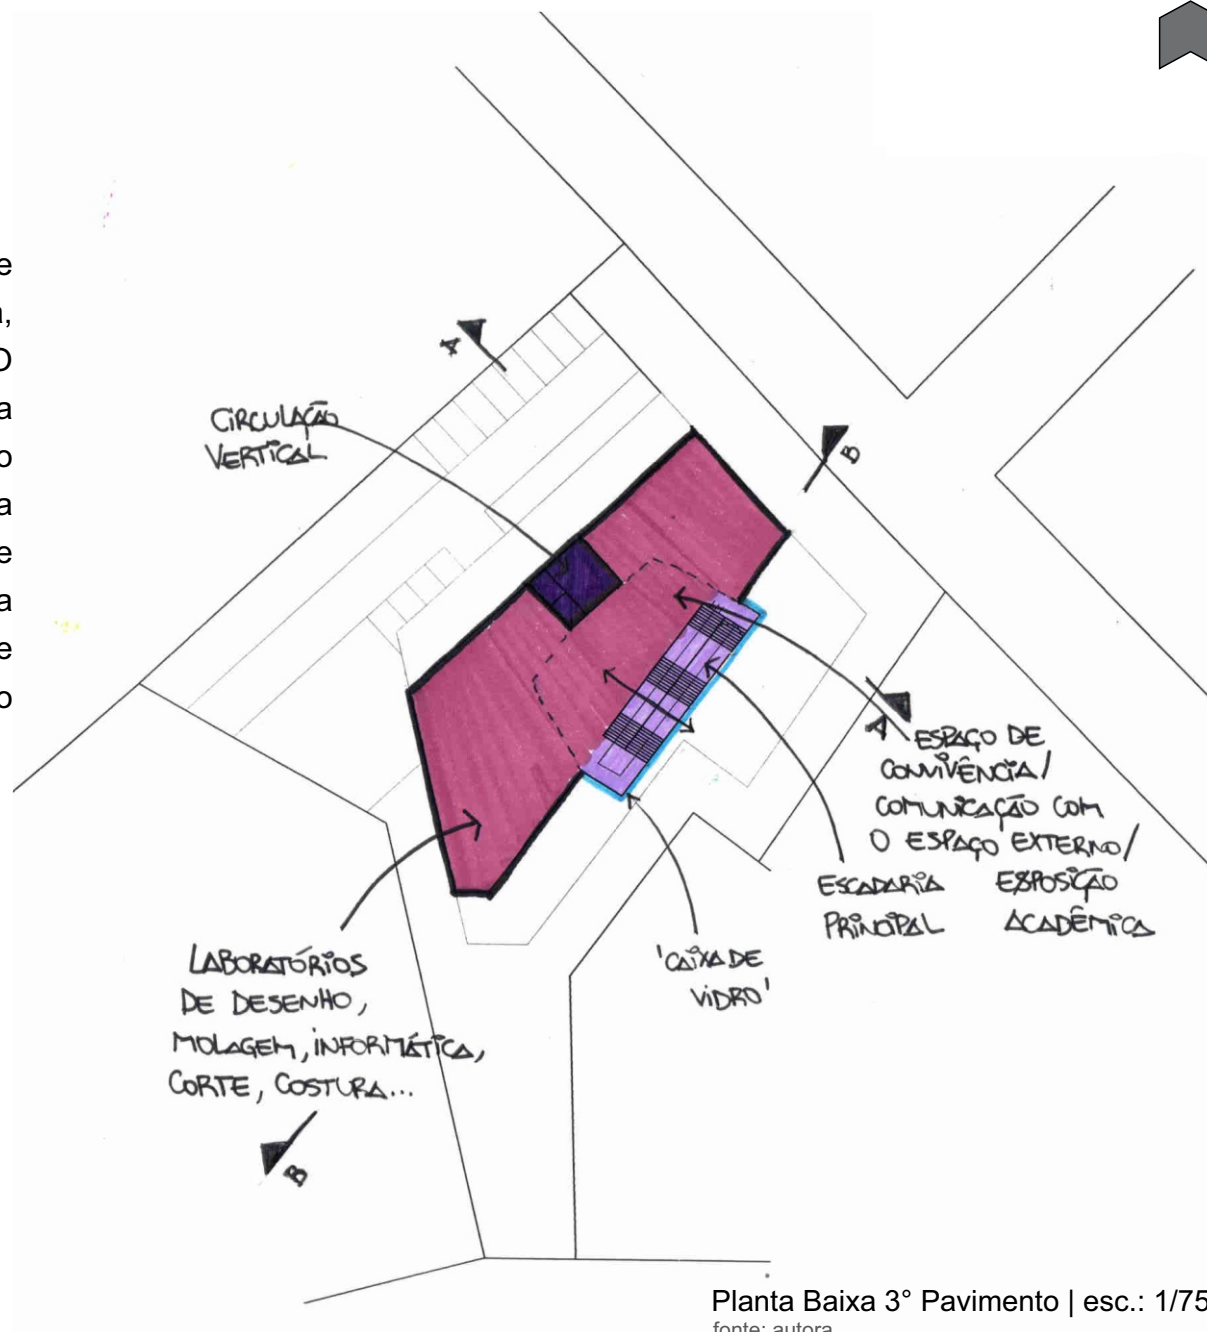 e
,
O
a
o
a
e
a
e
o
A
CIRCULAÇÃO
VERTICAL
B
A
ESPAÇO DE
CONVIVÊNCIA/
COMUNICAÇÃO COM
O ESPAÇO EXTERNO/
EXPOSIÇÃO
ACADÊMICA
ESCADARIA
PRINCIPAL
'CAIXA DE
VIDRO'
LABORATÓRIOS
DE DESENHO,
MOLAGEM, INFORMÁTICA,
CORTE, COSTURA...
B
Planta Baixa 3° Pavimento | esc.: 1/75
fonte: autora